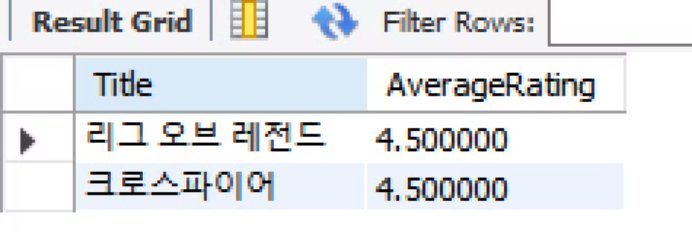 Result Grid Filter Rows:
Title AverageRating
리그 오브 레전드 4.500000
크로스파이어 4.500000